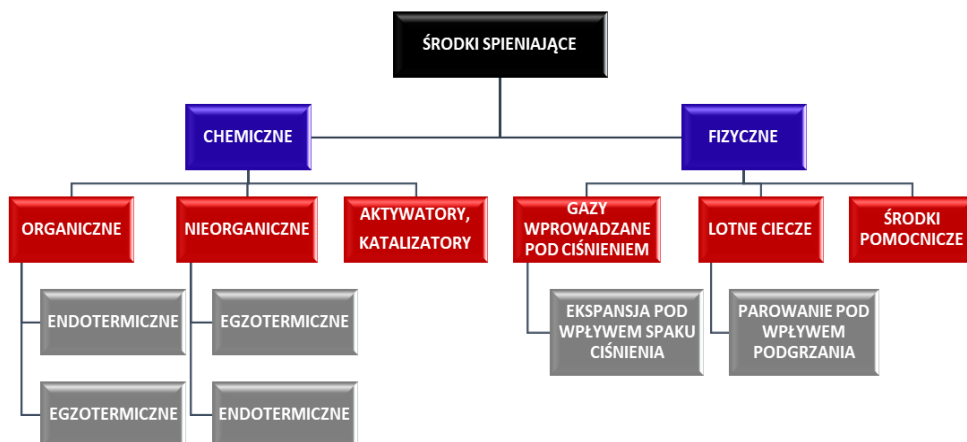 ŚRODKI SPIENIAJĄCE
CHEMICZNE
FIZYCZNE
ORGANICZNE
NIEORGANICZNE
AKTYWATORY,
KATALIZATORY
GAZY
WPROWADZANE
POD CIŚNIENIEM
LOTNE CIECZE
ŚRODKI
POMOCNICZE
ENDOTERMICZNE
EGZOTERMICZNE
EKSPANSJA POD
WPŁYWEM SPAKU
CIŚNIENIA
PAROWANIE POD
WPŁYWEM
PODGRZANIA
EGZOTERMICZNE
ENDOTERMICZNE